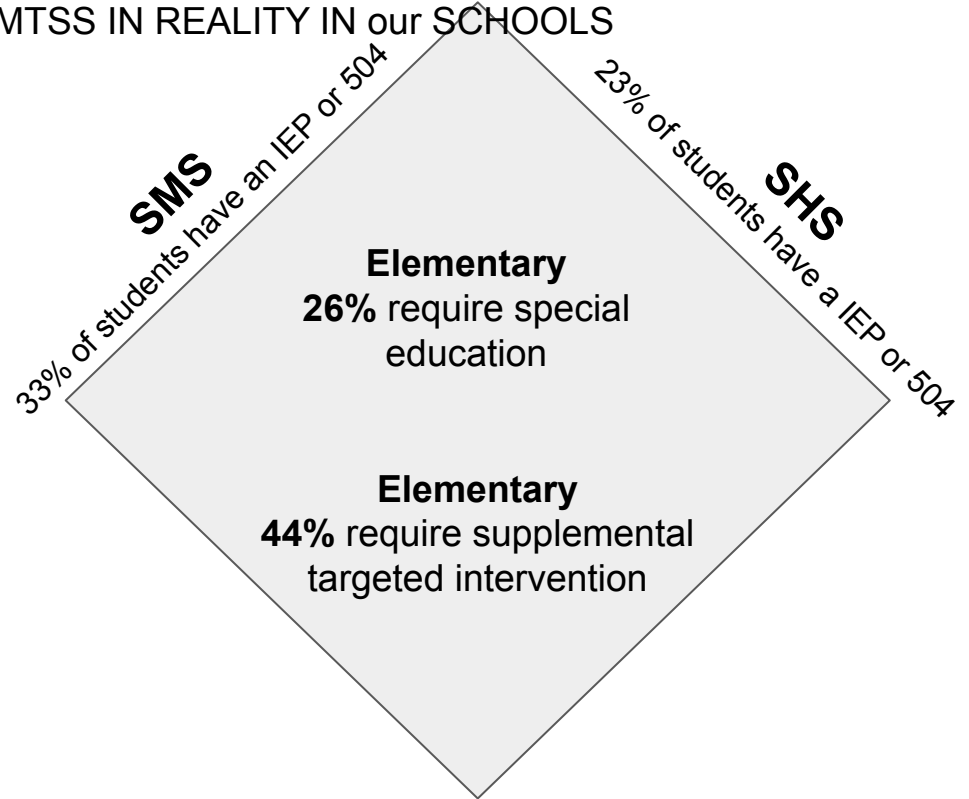 MTSS IN REALITY IN our SCHOOLS
SMS
33% of students have an IEP or 504
SHS
23% of students have a IEP or 504
Elementary
26% require special
education
Elementary
44% require supplemental
targeted intervention